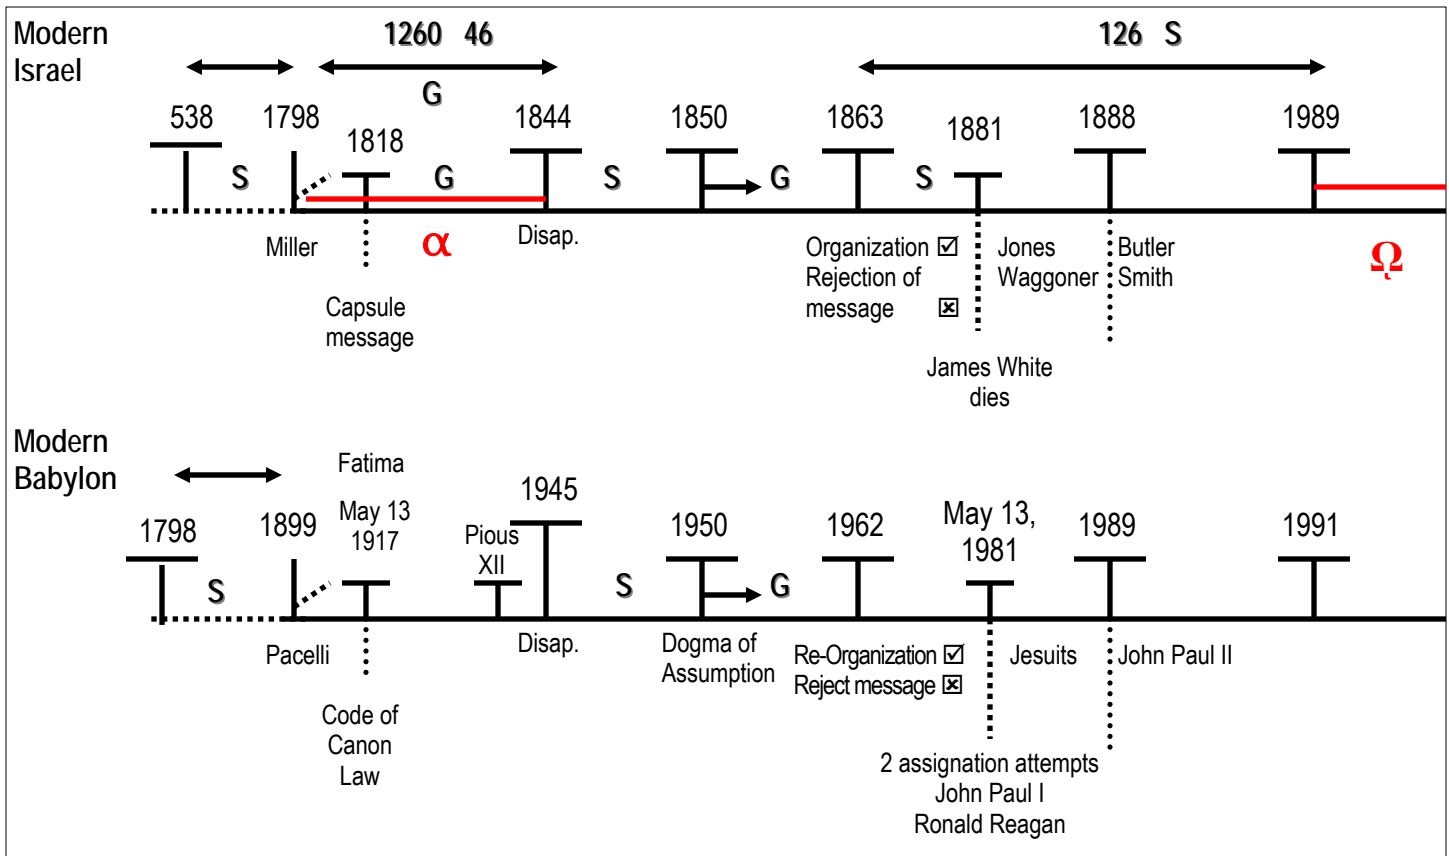 Modern
Israel
1260 46
126 S
G
538
1798
1818
1844
1850
1863
1881
1888
1989
S
G
S
G
S
Miller
α
Disap.
Capsule
message
Organization ☑
Rejection of
message ☒
Jones
Waggoner
Butler
Smith
Ω
James White
dies
Modern
Babylon
Fatima
1798
1899
May 13
1917
Pious
XII
1945
1950
1962
May 13,
1981
1989
1991
S
S
G
Pacelli
Disap.
Dogma of
Assumption
Re-Organization ☑
Reject message ☒
Jesuits
John Paul II
Code of
Canon
Law
2 assignation attempts
John Paul I
Ronald Reagan